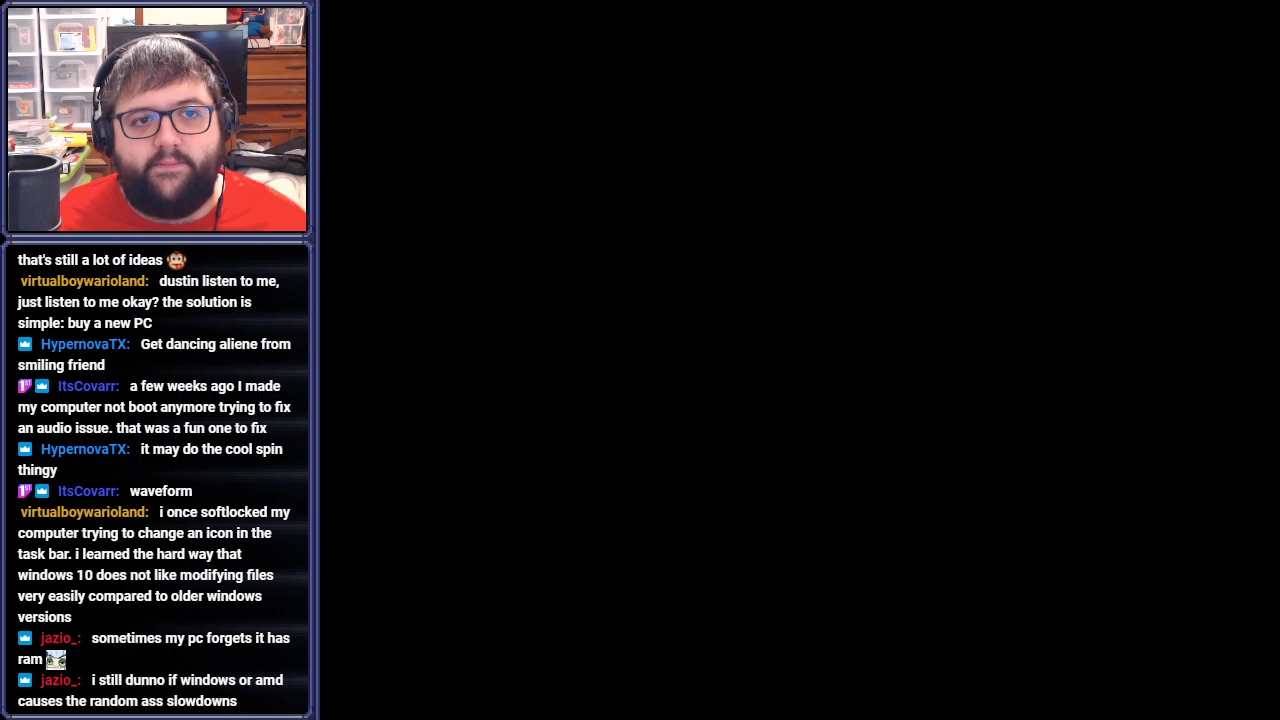 that's still a lot of ideas
virtualboywarioland: dustin listen to me,
just listen to me okay? the solution is
simple: buy a new PC
HypernovaTX: Get dancing aliene from
smiling friend
1ST ItsCovarr: a few weeks ago I made
my computer not boot anymore trying to fix
an audio issue. that was a fun one to fix
HypernovaTX: it may do the cool spin
thingy
1ST ItsCovarr: waveform
virtualboywarioland: i once softlocked my
computer trying to change an icon in the
task bar. i learned the hard way that
windows 10 does not like modifying files
very easily compared to older windows
versions
jazio_: sometimes my pc forgets it has
ram
jazio_: i still dunno if windows or amd
causes the random ass slowdowns